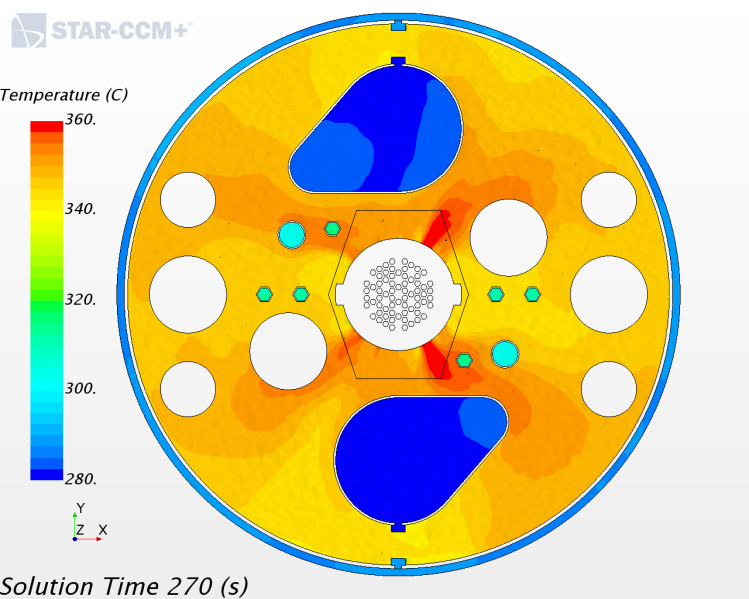 STAR-CCM+®
Temperature (C)
360.
340.
320.
300.
280.
Y
Z X
Solution Time 270 (s)